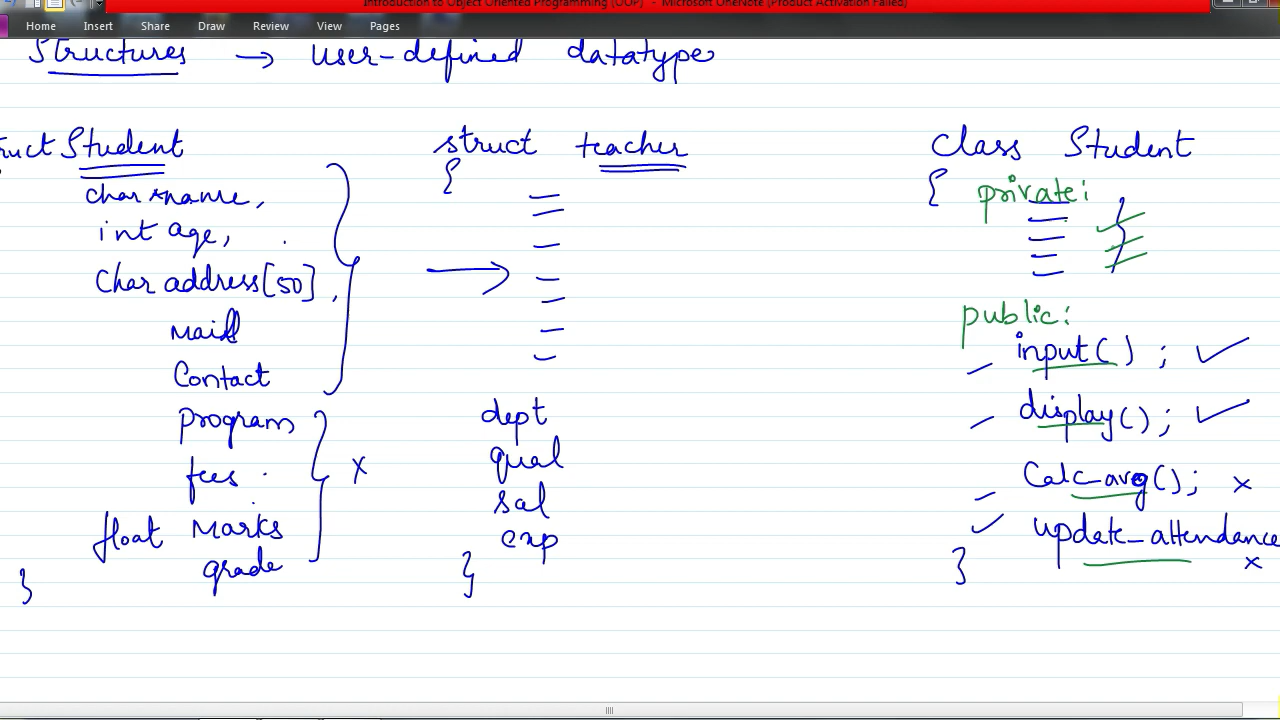 Introduction to Object Oriented Programming (OOP) - Microsoft OneNote (Product Activation Failed)
Home Insert Share Draw Review View Pages
Structures → user-defined datatype
ruct Student
char *name,
int age,
char address[50],
Contact
program
fees
float Marks
grade
}
x
struct teacher
{
dept
qual
sal
exp
}
class Student
{ private:
public:
input( ) ;
display( ) ;
Calc_avg( ) ; x
update_attendance
x
}